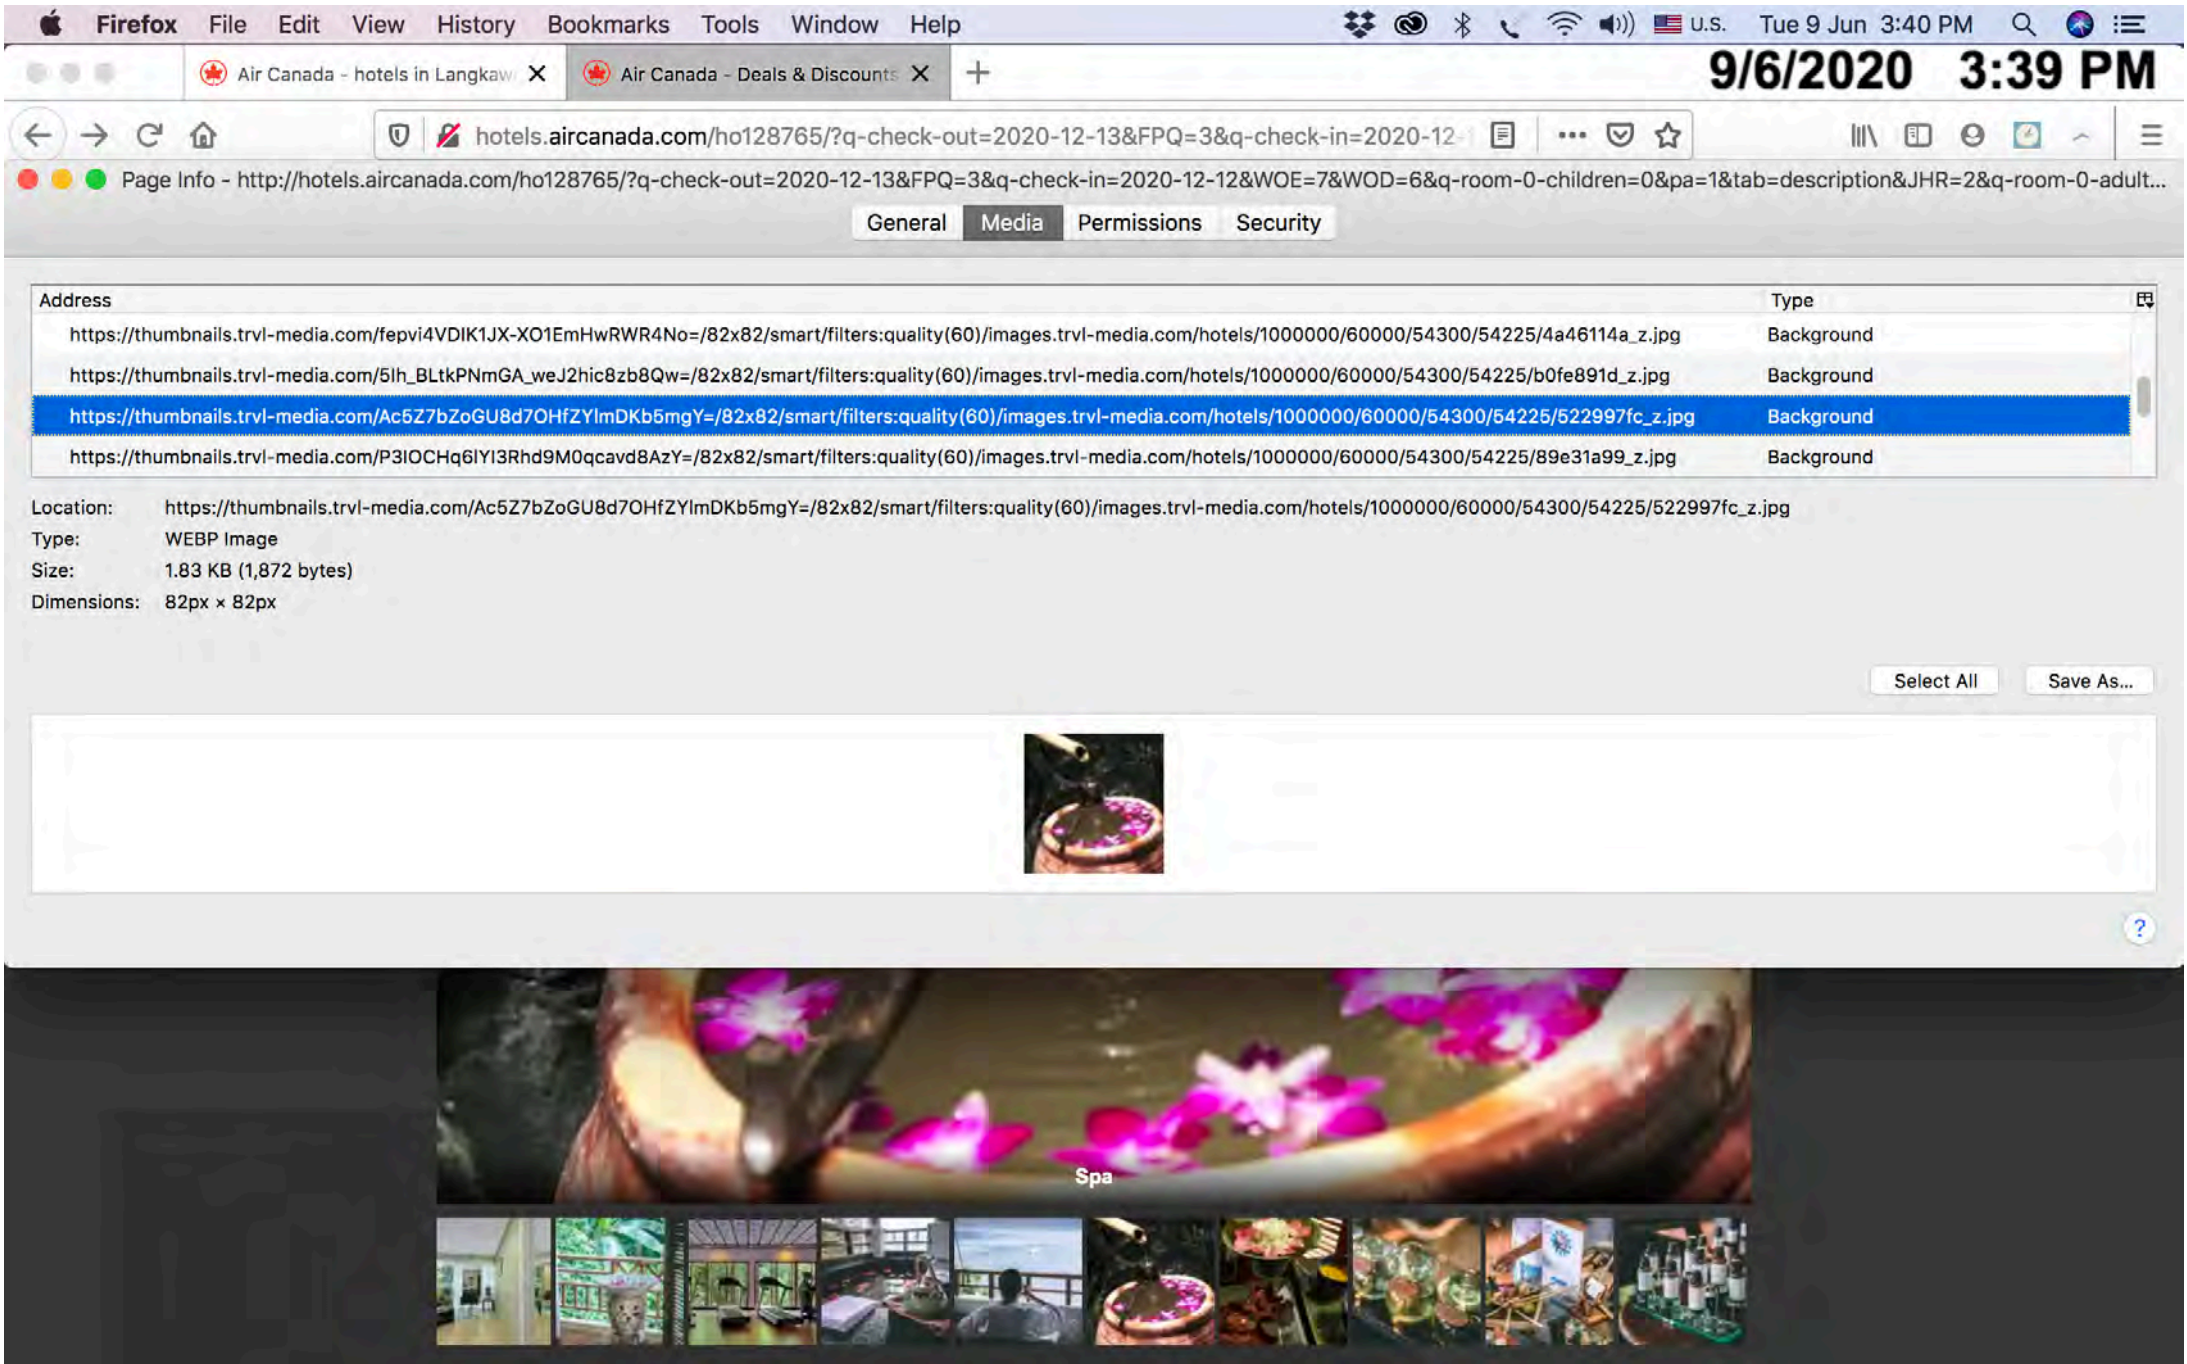 Firefox File Edit View History Bookmarks Tools Window Help U.S. Tue 9 Jun 3:40 PM
Air Canada - hotels in Langkaw Air Canada - Deals & Discounts 9/6/2020 3:39 PM
hotels.aircanada.com/ho128765/?q-check-out=2020-12-13&FPQ=3&q-check-in=2020-12-
Page Info - http://hotels.aircanada.com/ho128765/?q-check-out=2020-12-13&FPQ=3&q-check-in=2020-12-12&WOE=7&WOD=6&q-room-0-children=0&pa=1&tab=description&JHR=2&q-room-0-adult...
General Media Permissions Security
Address Type
https://thumbnails.trvl-media.com/fepvi4VDIK1JX-XO1EmHwRWR4No=/82x82/smart/filters:quality(60)/images.trvl-media.com/hotels/1000000/60000/54300/54225/4a46114a_z.jpg Background
https://thumbnails.trvl-media.com/5Ih_BLtkPNmGA_weJ2hic8zb8Qw=/82x82/smart/filters:quality(60)/images.trvl-media.com/hotels/1000000/60000/54300/54225/b0fe891d_z.jpg Background
https://thumbnails.trvl-media.com/Ac5Z7bZoGU8d7OHfZYlmDKb5mgY=/82x82/smart/filters:quality(60)/images.trvl-media.com/hotels/1000000/60000/54300/54225/522997fc_z.jpg Background
https://thumbnails.trvl-media.com/P3IOCHq6IYI3Rhd9M0qcavd8AzY=/82x82/smart/filters:quality(60)/images.trvl-media.com/hotels/1000000/60000/54300/54225/89e31a99_z.jpg Background
Location: https://thumbnails.trvl-media.com/Ac5Z7bZoGU8d7OHfZYlmDKb5mgY=/82x82/smart/filters:quality(60)/images.trvl-media.com/hotels/1000000/60000/54300/54225/522997fc_z.jpg
Type: WEBP Image
Size: 1.83 KB (1,872 bytes)
Dimensions: 82px × 82px
Select All Save As...
?
Spa